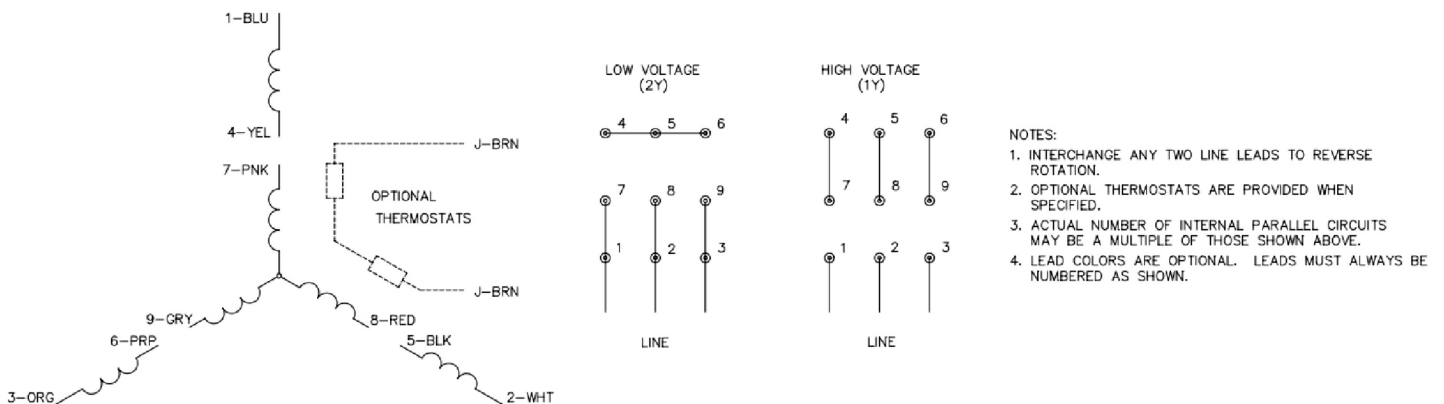 1-BLU
4-YEL
7-PNK
9-GRY
6-PRP
3-ORG
8-RED
5-BLK
2-WHT
J-BRN
OPTIONAL
THERMOSTATS
J-BRN
LOW VOLTAGE
(2Y)
4 5 6
7 8 9
1 2 3
LINE
HIGH VOLTAGE
(1Y)
4 5 6
7 8 9
1 2 3
LINE
NOTES:
1. INTERCHANGE ANY TWO LINE LEADS TO REVERSE
ROTATION.
2. OPTIONAL THERMOSTATS ARE PROVIDED WHEN
SPECIFIED.
3. ACTUAL NUMBER OF INTERNAL PARALLEL CIRCUITS
MAY BE A MULTIPLE OF THOSE SHOWN ABOVE.
4. LEAD COLORS ARE OPTIONAL. LEADS MUST ALWAYS BE
NUMBERED AS SHOWN.